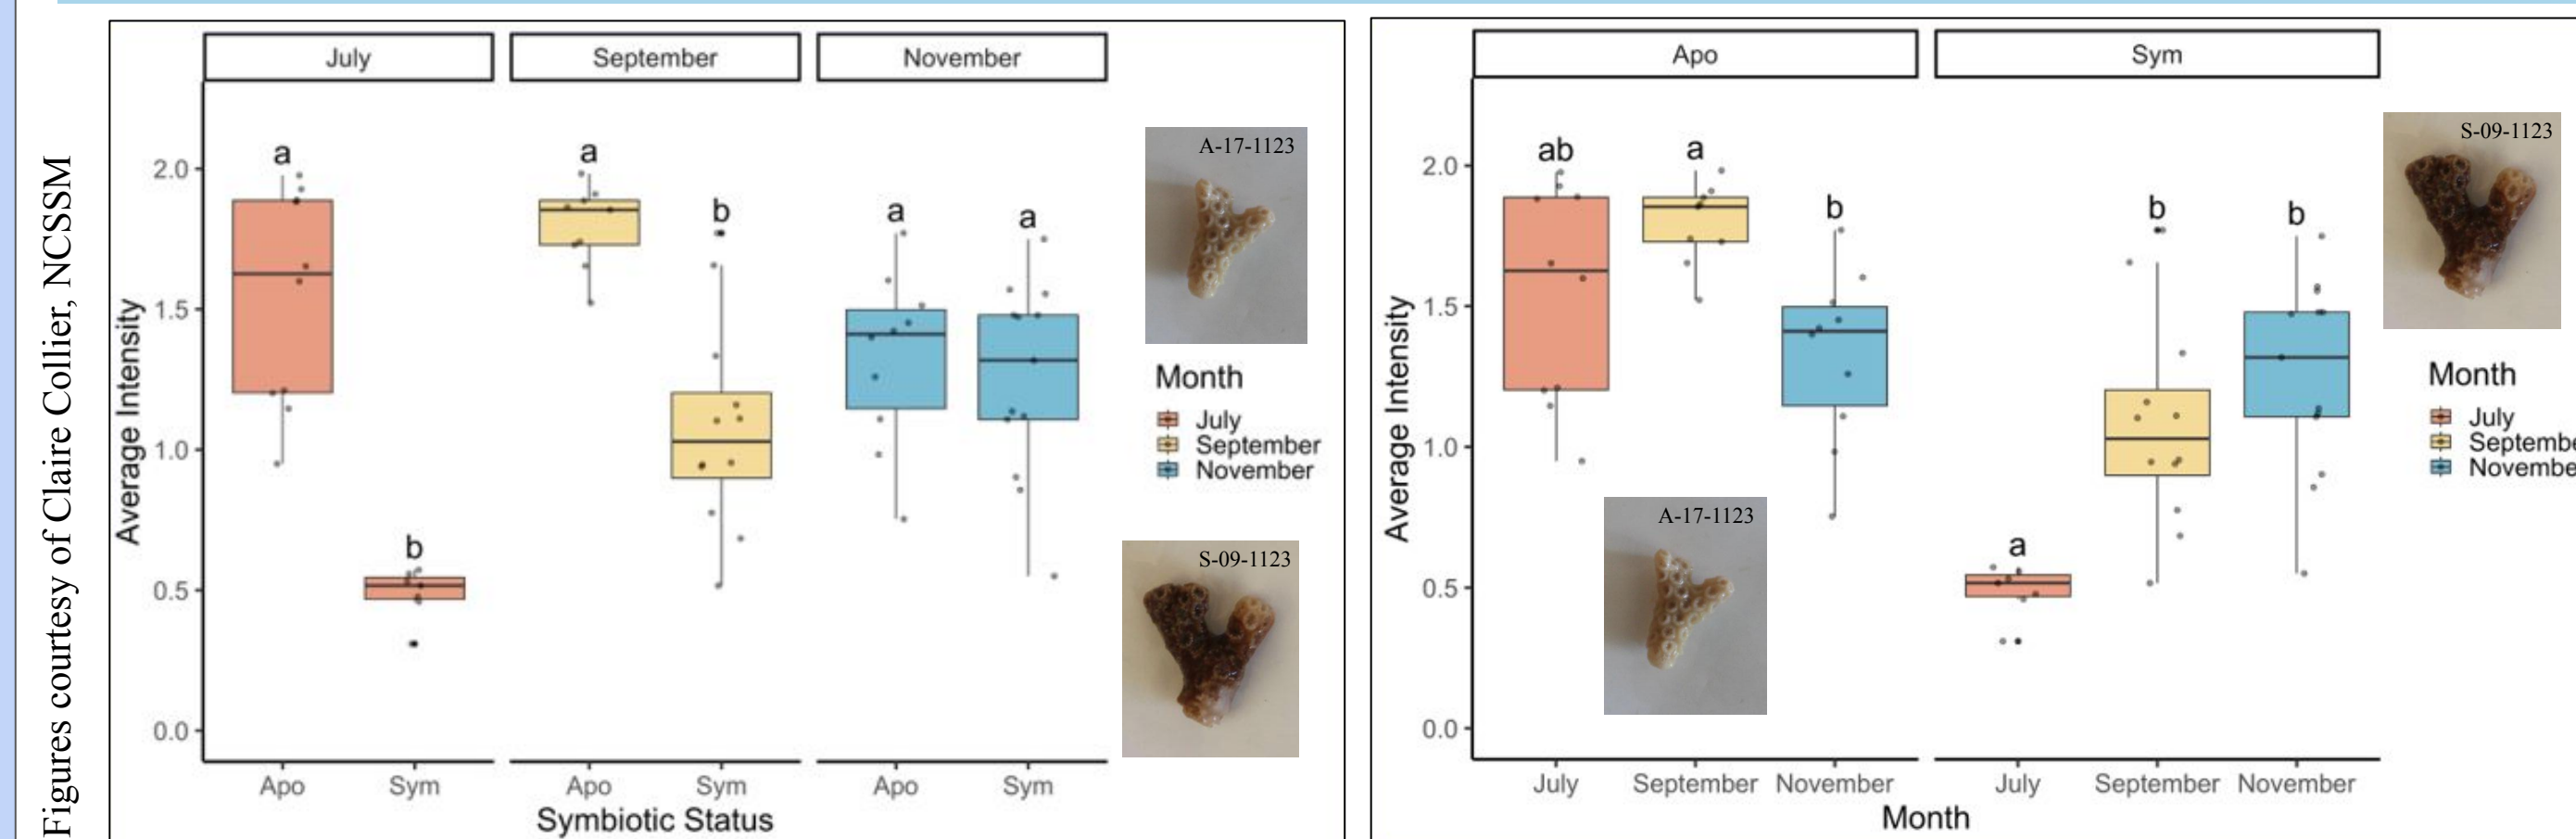 Figures courtesy of Claire Collier, NCSSM
July September November
a
b
a
b
a
a
2.0
1.5
1.0
0.5
0.0
Average Intensity
Apo Sym Apo Sym Apo Sym
Symbiotic Status
A-17-1123
Month
July
September
November
S-09-1123
Apo Sym
ab
a
b
a
b
b
2.0
1.5
1.0
0.5
0.0
Average Intensity
A-17-1123
July September November July September November
Month
S-09-1123
Month
July
Septembe
Novembe